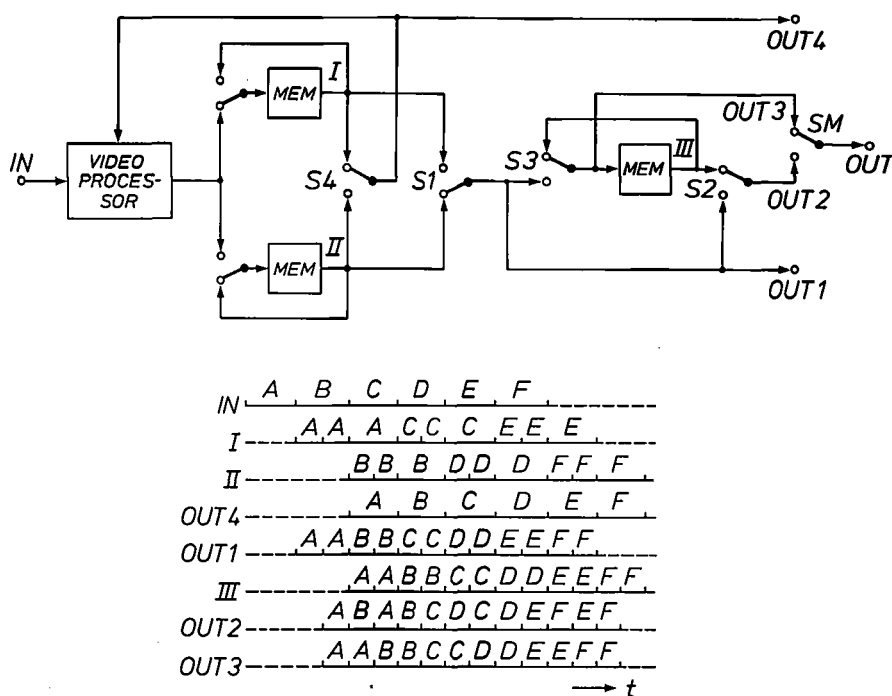 OUT4
I
MEM
OUT3
SM
IN
VIDEO
PROCES-
SOR
S4
S1
S3
MEM
III
S2
OUT
OUT2
II
MEM
OUT1
IN A B C D E F
I A A A C C C E E E
II B B B D D D F F F
OUT4 A B C D E F
OUT1 A A B B C C D D E E F F
III A A B B C C D D E E F F
OUT2 A B A B C D C D E F E F
OUT3 A A B B C C D D E E F F
t